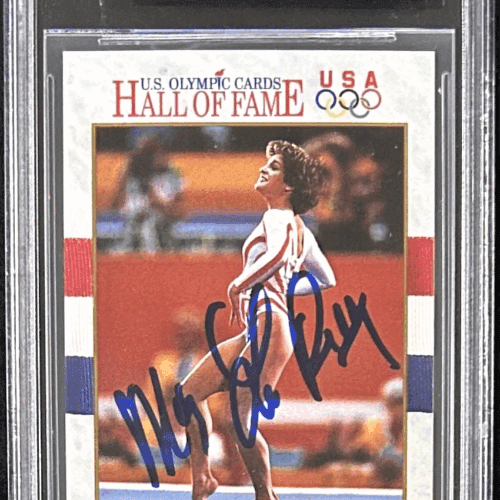 U.S. OLYMPIC CARDS
HALL OF FAME
USA